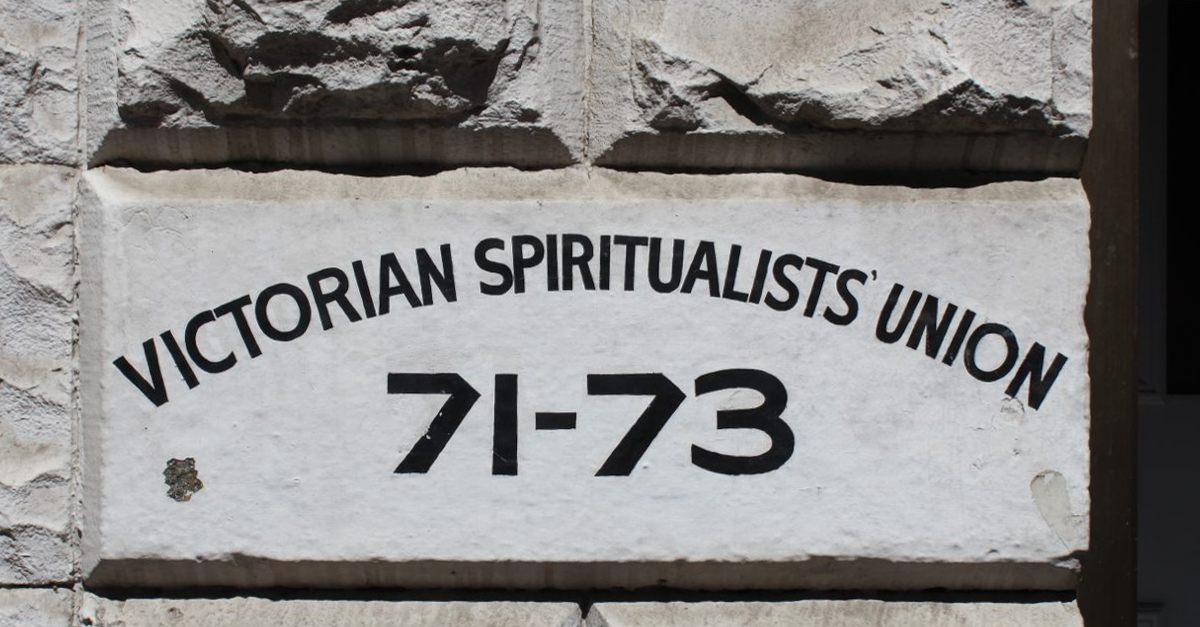 VICTORIAN SPIRITUALISTS' UNION
71-73